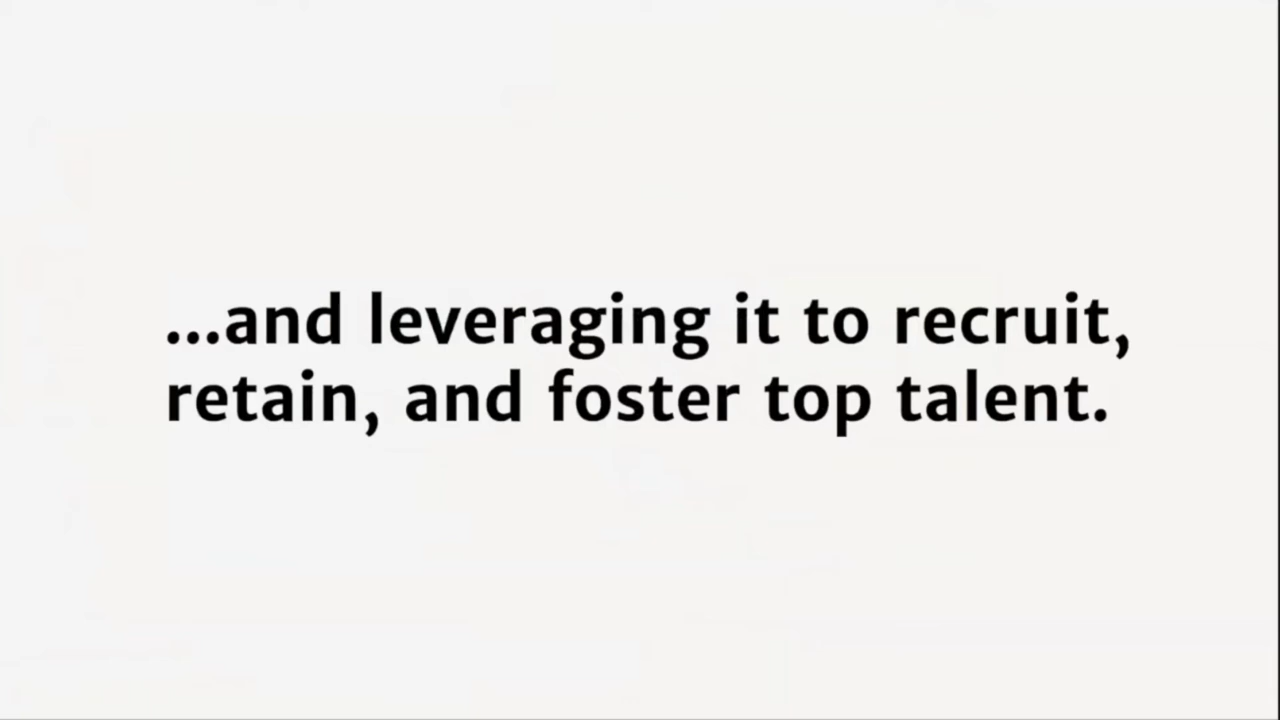 ...and leveraging it to recruit,
retain, and foster top talent.